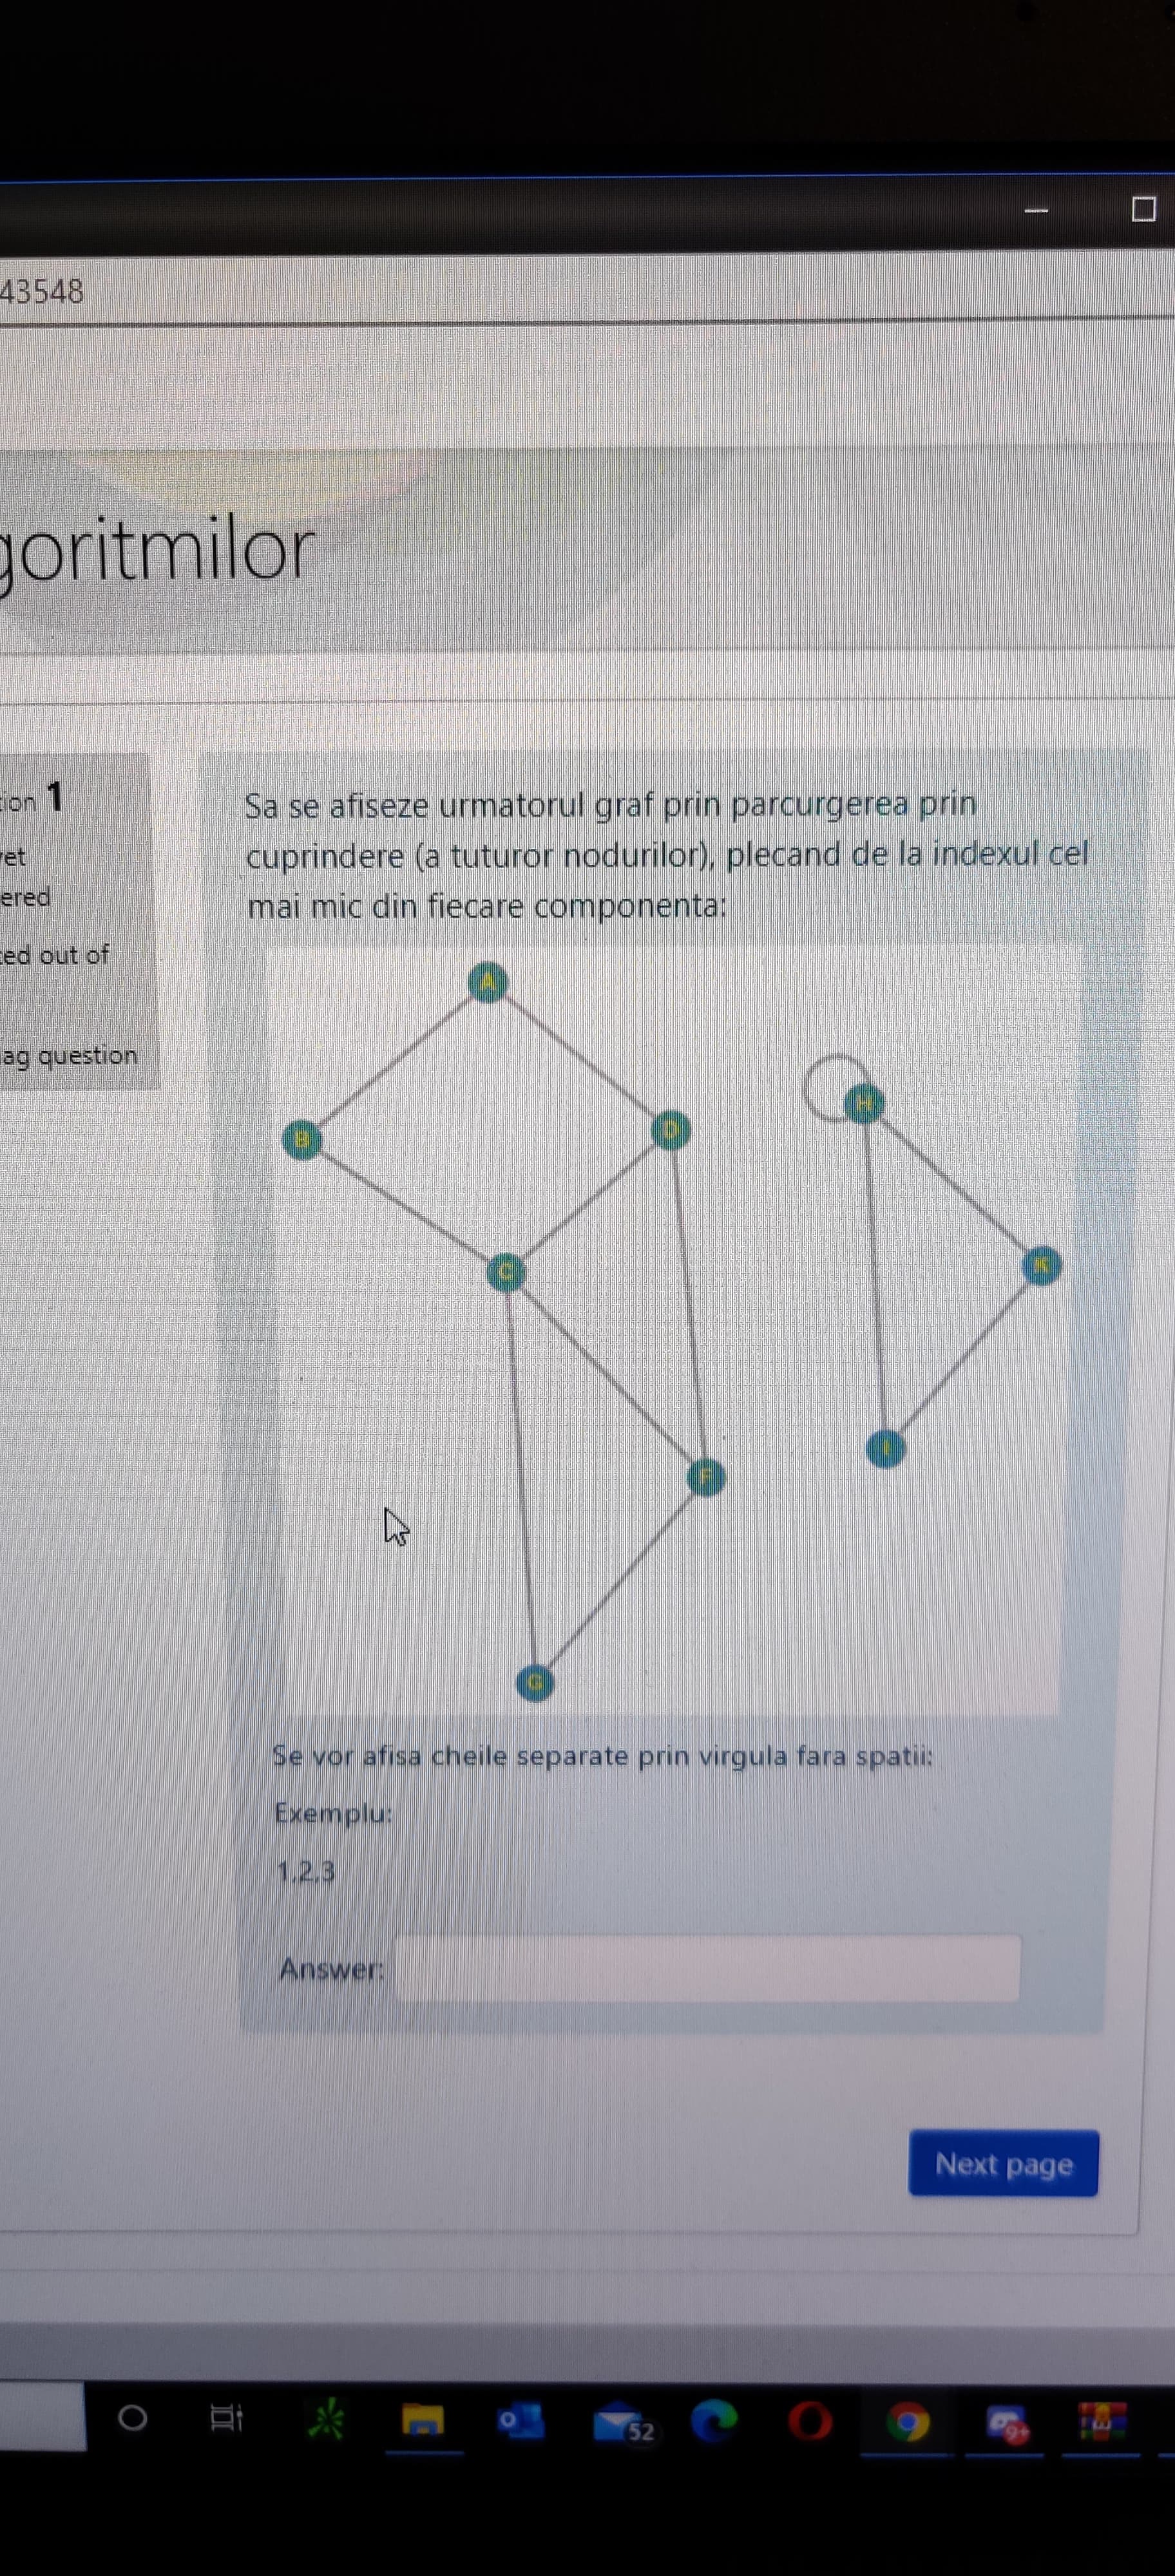 43548
goritmilor
ion 1
et
ered
ed out of
ag question
Sa se afiseze urmatorul graf prin parcurgerea prin
cuprindere (a tuturor nodurilor), plecand de la indexul cel
mai mic din fiecare componenta:
A
H
B
D
C
K
I
F
G
Se vor afisa cheile separate prin virgula fara spatii:
Exemplu:
1,2,3
Answer:
Next page
52
9+